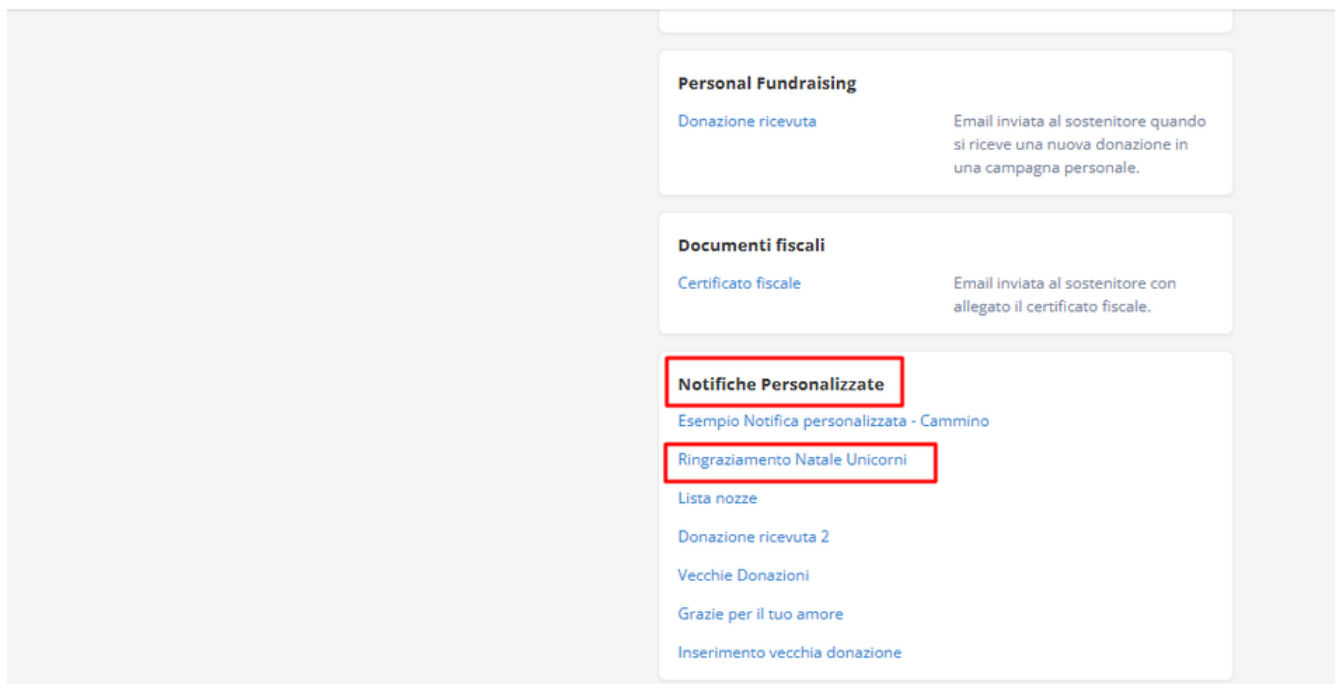 Personal Fundraising
Donazione ricevuta
Email inviata al sostenitore quando
si riceve una nuova donazione in
una campagna personale.
Documenti fiscali
Certificato fiscale
Email inviata al sostenitore con
allegato il certificato fiscale.
Notifiche Personalizzate
Esempio Notifica personalizzata - Cammino
Ringraziamento Natale Unicorni
Lista nozze
Donazione ricevuta 2
Vecchie Donazioni
Grazie per il tuo amore
Inserimento vecchia donazione